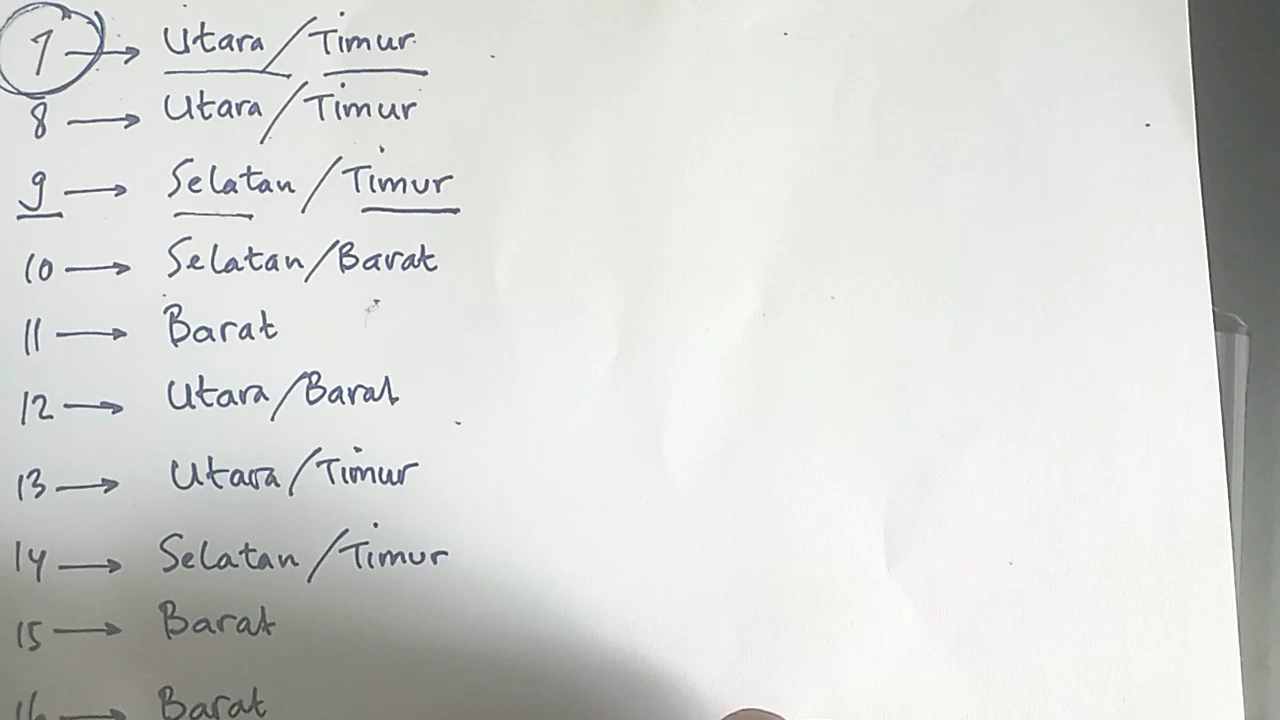 7 → Utara / Timur
8 → Utara / Timur
9 → Selatan / Timur
10 → Selatan / Barat
11 → Barat
12 → Utara / Barat
13 → Utara / Timur
14 → Selatan / Timur
15 → Barat
16 → Barat